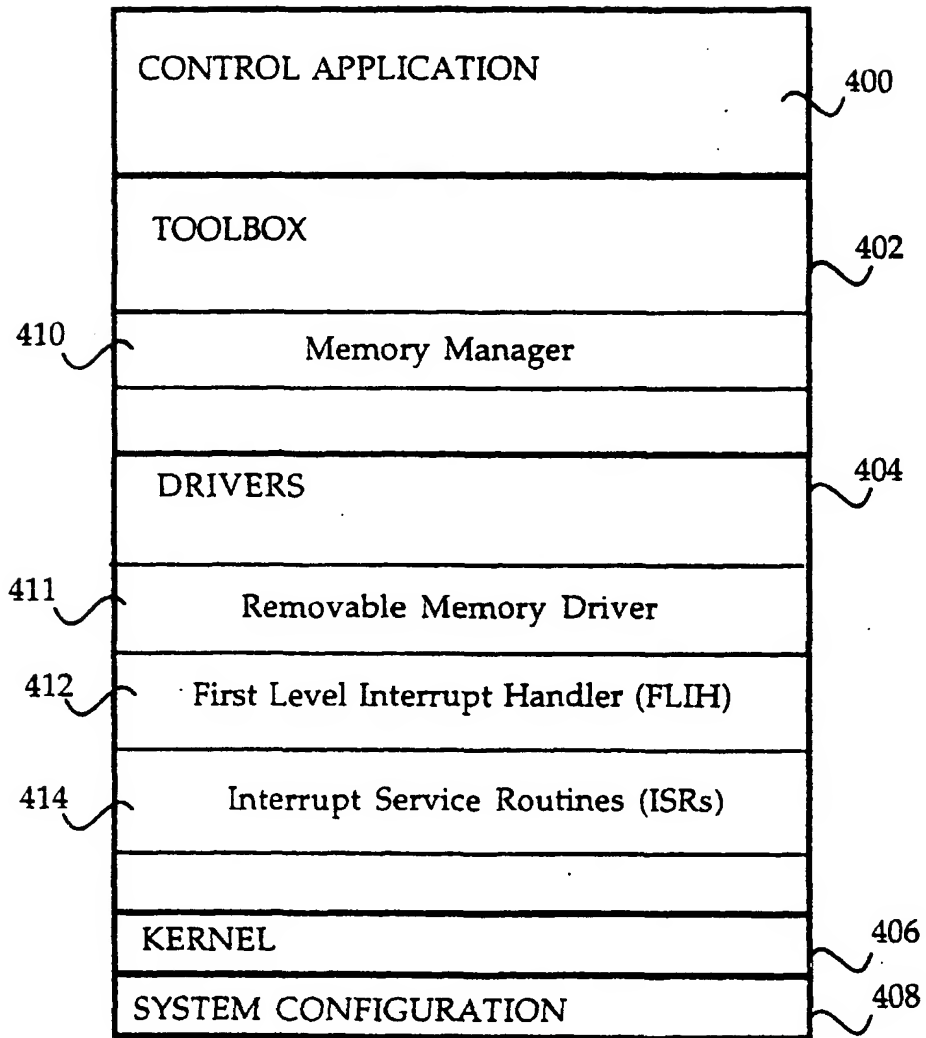 CONTROL APPLICATION
400
TOOLBOX
402
410
Memory Manager
DRIVERS
404
411
Removable Memory Driver
412
First Level Interrupt Handler (FLIH)
414
Interrupt Service Routines (ISRs)
KERNEL
406
SYSTEM CONFIGURATION
408